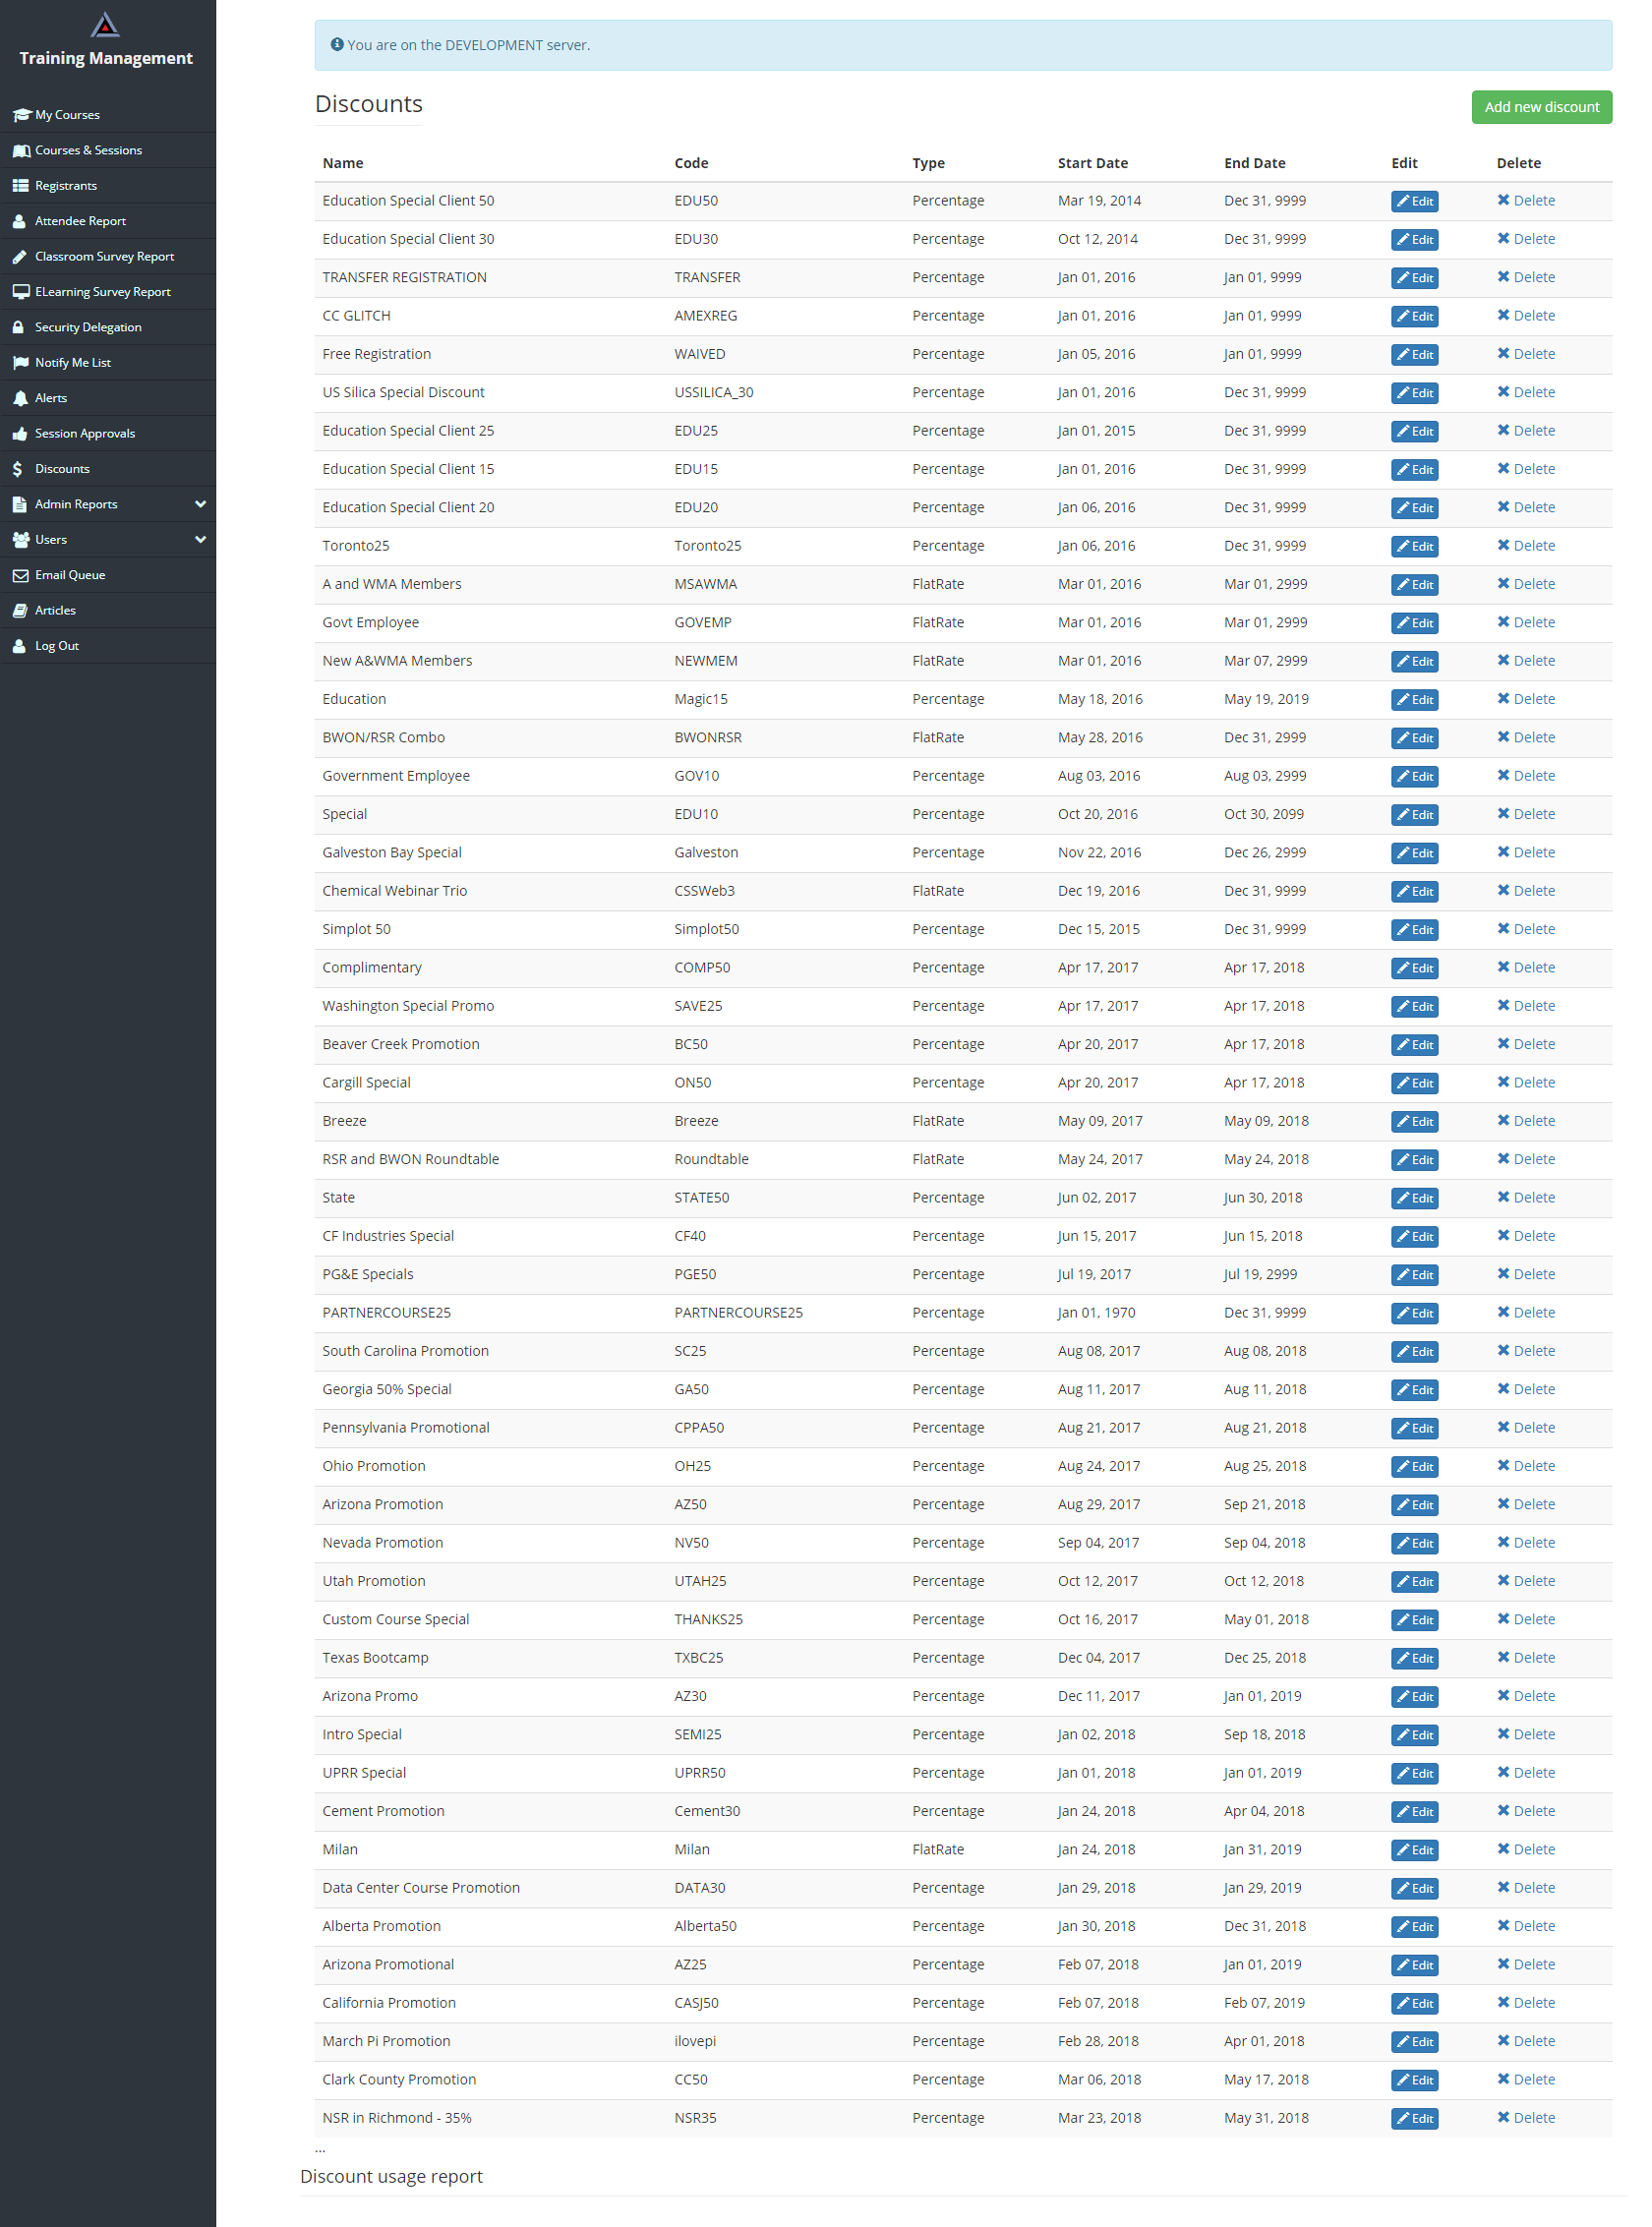 Training Management
My Courses
Courses & Sessions
Registrants
Attendee Report
Classroom Survey Report
ELearning Survey Report
Security Delegation
Notify Me List
Alerts
Session Approvals
Discounts
Admin Reports
Users
Email Queue
Articles
Log Out
You are on the DEVELOPMENT server.
Discounts
Add new discount
Name Code Type Start Date End Date Edit Delete
Education Special Client 50 EDU50 Percentage Mar 19, 2014 Dec 31, 9999 Edit Delete
Education Special Client 30 EDU30 Percentage Oct 12, 2014 Dec 31, 9999 Edit Delete
TRANSFER REGISTRATION TRANSFER Percentage Jan 01, 2016 Jan 01, 9999 Edit Delete
CC GLITCH AMEXREG Percentage Jan 01, 2016 Jan 01, 9999 Edit Delete
Free Registration WAIVED Percentage Jan 05, 2016 Jan 01, 9999 Edit Delete
US Silica Special Discount USSILICA_30 Percentage Jan 01, 2016 Dec 31, 9999 Edit Delete
Education Special Client 25 EDU25 Percentage Jan 01, 2015 Dec 31, 9999 Edit Delete
Education Special Client 15 EDU15 Percentage Jan 01, 2016 Dec 31, 9999 Edit Delete
Education Special Client 20 EDU20 Percentage Jan 06, 2016 Dec 31, 9999 Edit Delete
Toronto25 Toronto25 Percentage Jan 06, 2016 Dec 31, 9999 Edit Delete
A and WMA Members MSAWMA FlatRate Mar 01, 2016 Mar 01, 2999 Edit Delete
Govt Employee GOVEMP FlatRate Mar 01, 2016 Mar 01, 2999 Edit Delete
New A&WMA Members NEWMEM FlatRate Mar 01, 2016 Mar 07, 2999 Edit Delete
Education Magic15 Percentage May 18, 2016 May 19, 2019 Edit Delete
BWON/RSR Combo BWONRSR FlatRate May 28, 2016 Dec 31, 2999 Edit Delete
Government Employee GOV10 Percentage Aug 03, 2016 Aug 03, 2999 Edit Delete
Special EDU10 Percentage Oct 20, 2016 Oct 30, 2099 Edit Delete
Galveston Bay Special Galveston Percentage Nov 22, 2016 Dec 26, 2999 Edit Delete
Chemical Webinar Trio CSSWeb3 FlatRate Dec 19, 2016 Dec 31, 9999 Edit Delete
Simplot 50 Simplot50 Percentage Dec 15, 2015 Dec 31, 9999 Edit Delete
Complimentary COMP50 Percentage Apr 17, 2017 Apr 17, 2018 Edit Delete
Washington Special Promo SAVE25 Percentage Apr 17, 2017 Apr 17, 2018 Edit Delete
Beaver Creek Promotion BC50 Percentage Apr 20, 2017 Apr 17, 2018 Edit Delete
Cargill Special ON50 Percentage Apr 20, 2017 Apr 17, 2018 Edit Delete
Breeze Breeze FlatRate May 09, 2017 May 09, 2018 Edit Delete
RSR and BWON Roundtable Roundtable FlatRate May 24, 2017 May 24, 2018 Edit Delete
State STATE50 Percentage Jun 02, 2017 Jun 30, 2018 Edit Delete
CF Industries Special CF40 Percentage Jun 15, 2017 Jun 15, 2018 Edit Delete
PG&E Specials PGE50 Percentage Jul 19, 2017 Jul 19, 2999 Edit Delete
PARTNERCOURSE25 PARTNERCOURSE25 Percentage Jan 01, 1970 Dec 31, 9999 Edit Delete
South Carolina Promotion SC25 Percentage Aug 08, 2017 Aug 08, 2018 Edit Delete
Georgia 50% Special GA50 Percentage Aug 11, 2017 Aug 11, 2018 Edit Delete
Pennsylvania Promotional CPPA50 Percentage Aug 21, 2017 Aug 21, 2018 Edit Delete
Ohio Promotion OH25 Percentage Aug 24, 2017 Aug 25, 2018 Edit Delete
Arizona Promotion AZ50 Percentage Aug 29, 2017 Sep 21, 2018 Edit Delete
Nevada Promotion NV50 Percentage Sep 04, 2017 Sep 04, 2018 Edit Delete
Utah Promotion UTAH25 Percentage Oct 12, 2017 Oct 12, 2018 Edit Delete
Custom Course Special THANKS25 Percentage Oct 16, 2017 May 01, 2018 Edit Delete
Texas Bootcamp TXBC25 Percentage Dec 04, 2017 Dec 25, 2018 Edit Delete
Arizona Promo AZ30 Percentage Dec 11, 2017 Jan 01, 2019 Edit Delete
Intro Special SEMI25 Percentage Jan 02, 2018 Sep 18, 2018 Edit Delete
UPRR Special UPRR50 Percentage Jan 01, 2018 Jan 01, 2019 Edit Delete
Cement Promotion Cement30 Percentage Jan 24, 2018 Apr 04, 2018 Edit Delete
Milan Milan FlatRate Jan 24, 2018 Jan 31, 2019 Edit Delete
Data Center Course Promotion DATA30 Percentage Jan 29, 2018 Jan 29, 2019 Edit Delete
Alberta Promotion Alberta50 Percentage Jan 30, 2018 Dec 31, 2018 Edit Delete
Arizona Promotional AZ25 Percentage Feb 07, 2018 Jan 01, 2019 Edit Delete
California Promotion CASJ50 Percentage Feb 07, 2018 Feb 07, 2019 Edit Delete
March Pi Promotion ilovepi Percentage Feb 28, 2018 Apr 01, 2018 Edit Delete
Clark County Promotion CC50 Percentage Mar 06, 2018 May 17, 2018 Edit Delete
NSR in Richmond - 35% NSR35 Percentage Mar 23, 2018 May 31, 2018 Edit Delete
...
Discount usage report